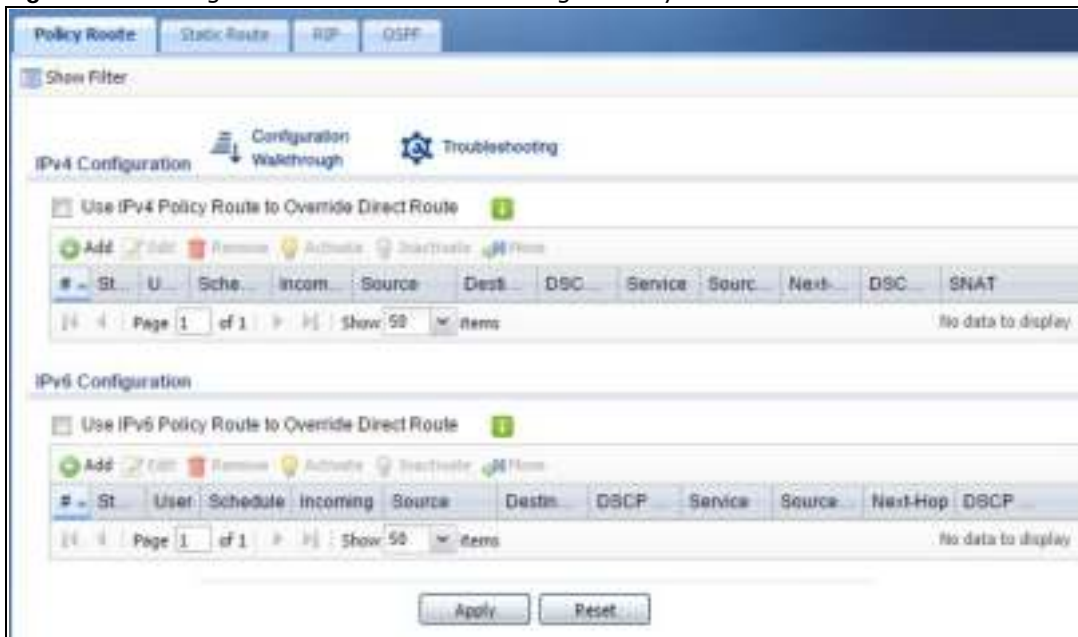 Policy Route Static Route RIP OSPF
Show Filter
Configuration
Walkthrough
Troubleshooting
IPv4 Configuration
Use IPv4 Policy Route to Override Direct Route
Add Edit Remove Activate Inactivate Move
# St... U... Sche... Incom... Source Desti... DSC... Service Sourc... Next-... DSC... SNAT
Page 1 of 1 Show 50 items No data to display
IPv6 Configuration
Use IPv6 Policy Route to Override Direct Route
Add Edit Remove Activate Inactivate Move
# St... User Schedule Incoming Source Destin... DSCP... Service Source... Next-Hop DSCP...
Page 1 of 1 Show 50 items No data to display
Apply Reset